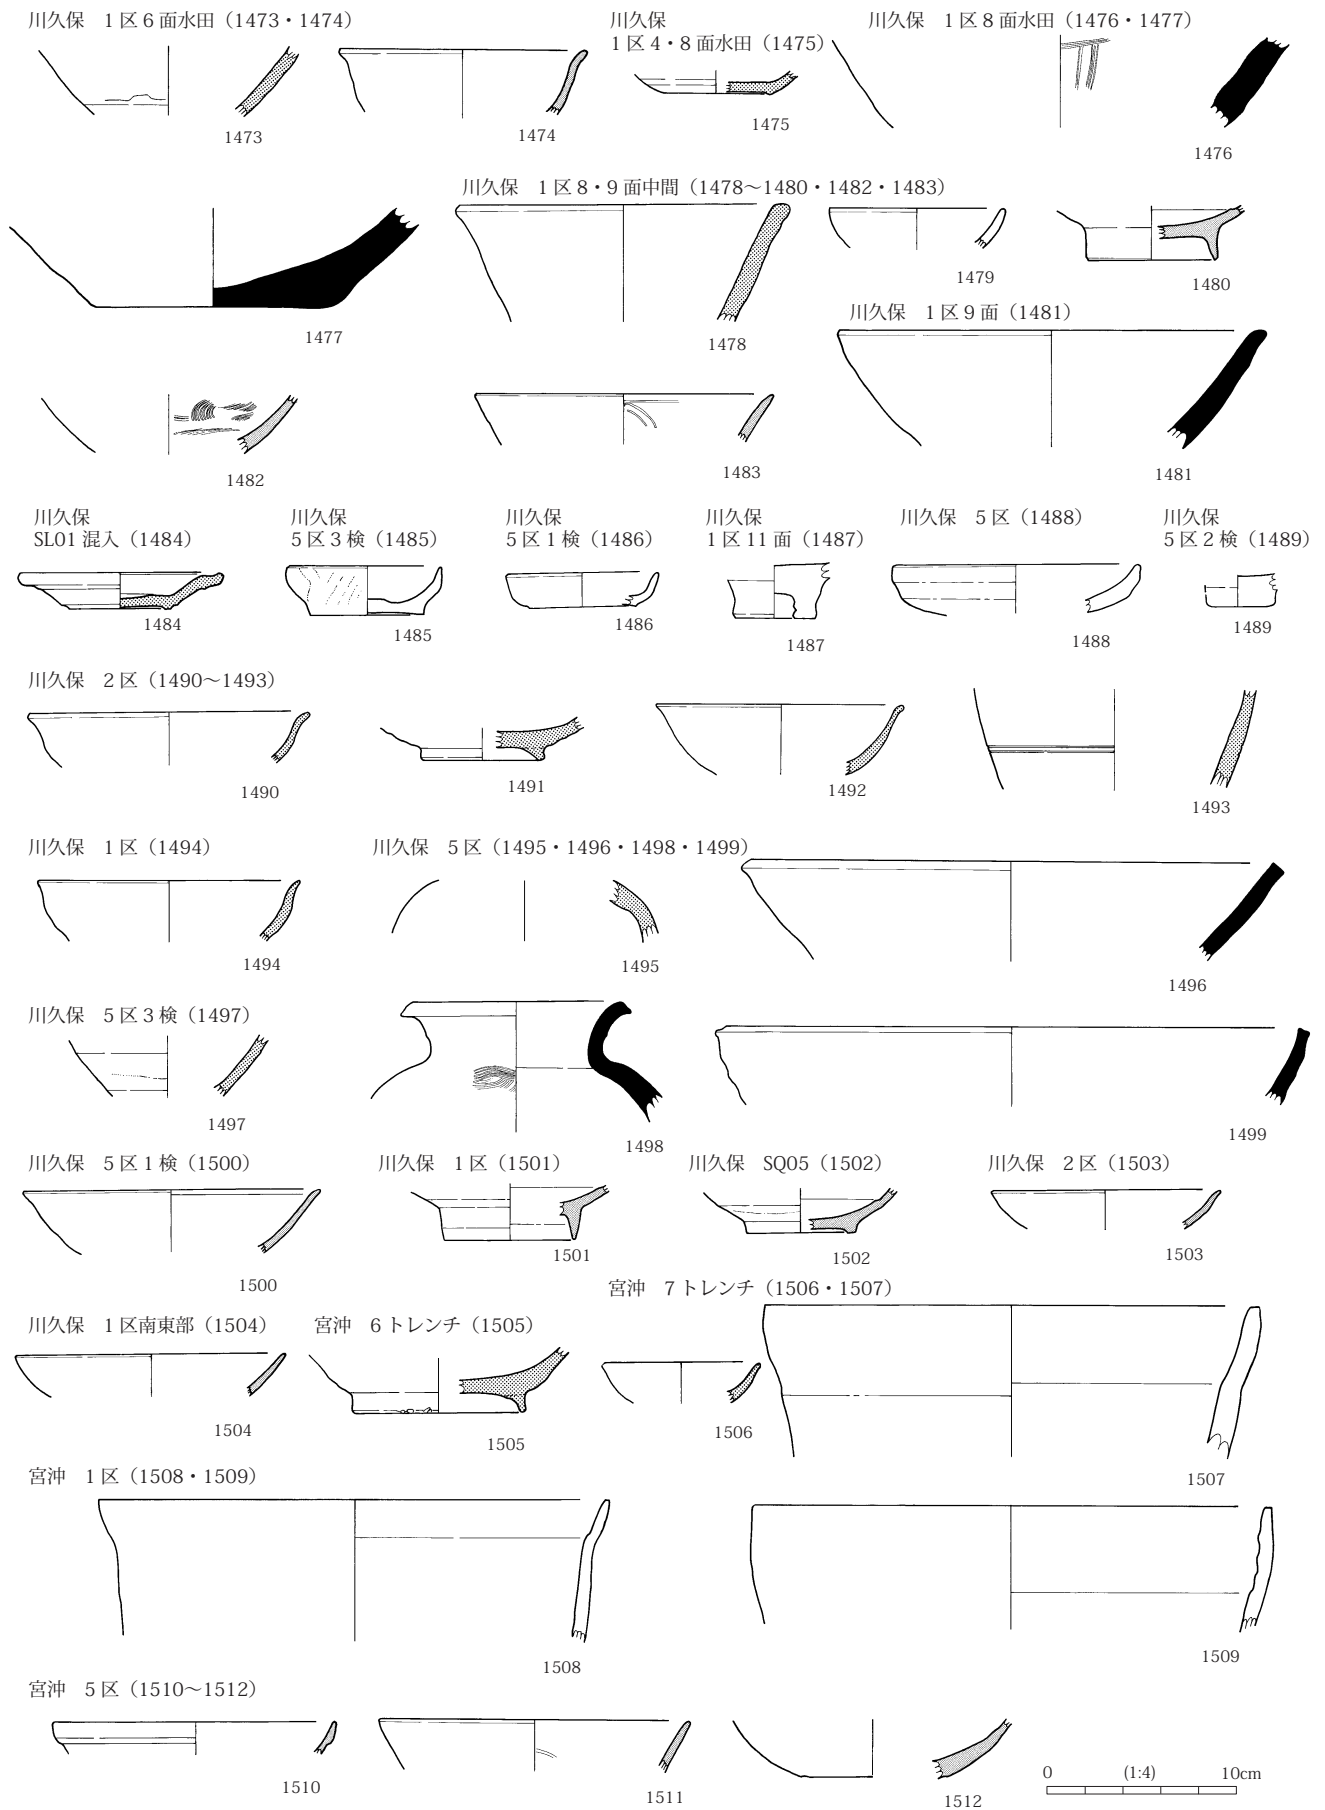 川久保　1区6面水田（1473・1474）
川久保
1区4・8面水田（1475）
川久保　1区8面水田（1476・1477）
1473
1474
1475
1476
川久保　1区8・9面中間（1478～1480・1482・1483）
1477
1478
1479
1480
川久保　1区9面（1481）
1482
1483
1481
川久保
SL01混入（1484）
川久保
5区3検（1485）
川久保
5区1検（1486）
川久保
1区11面（1487）
川久保　5区（1488）
川久保
5区2検（1489）
1484
1485
1486
1487
1488
1489
川久保　2区（1490～1493）
1490
1491
1492
1493
川久保　1区（1494）
川久保　5区（1495・1496・1498・1499）
1494
1495
1496
川久保　5区3検（1497）
1497
1498
1499
川久保　5区1検（1500）
川久保　1区（1501）
川久保　SQ05（1502）
川久保　2区（1503）
1500
1501
1502
1503
川久保　1区南東部（1504）
宮沖　6トレンチ（1505）
宮沖　7トレンチ（1506・1507）
1504
1505
1506
1507
宮沖　1区（1508・1509）
1508
1509
宮沖　5区（1510～1512）
1510
1511
1512
0　(1:4)　10cm